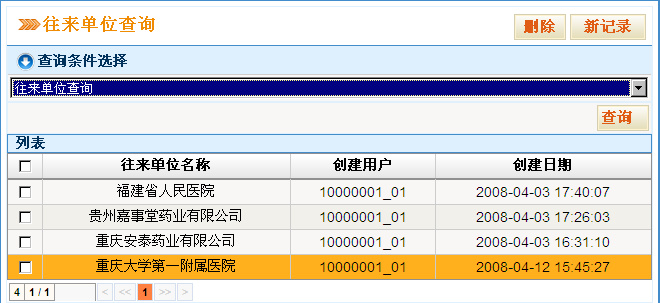 往来单位查询
删除 新记录
查询条件选择
往来单位查询
查询
列表
往来单位名称 创建用户 创建日期
福建省人民医院 10000001_01 2008-04-03 17:40:07
贵州嘉事堂药业有限公司 10000001_01 2008-04-03 17:26:03
重庆安泰药业有限公司 10000001_01 2008-04-03 16:31:10
重庆大学第一附属医院 10000001_01 2008-04-12 15:45:27
4 1 / 1 |< << 1 >> >|